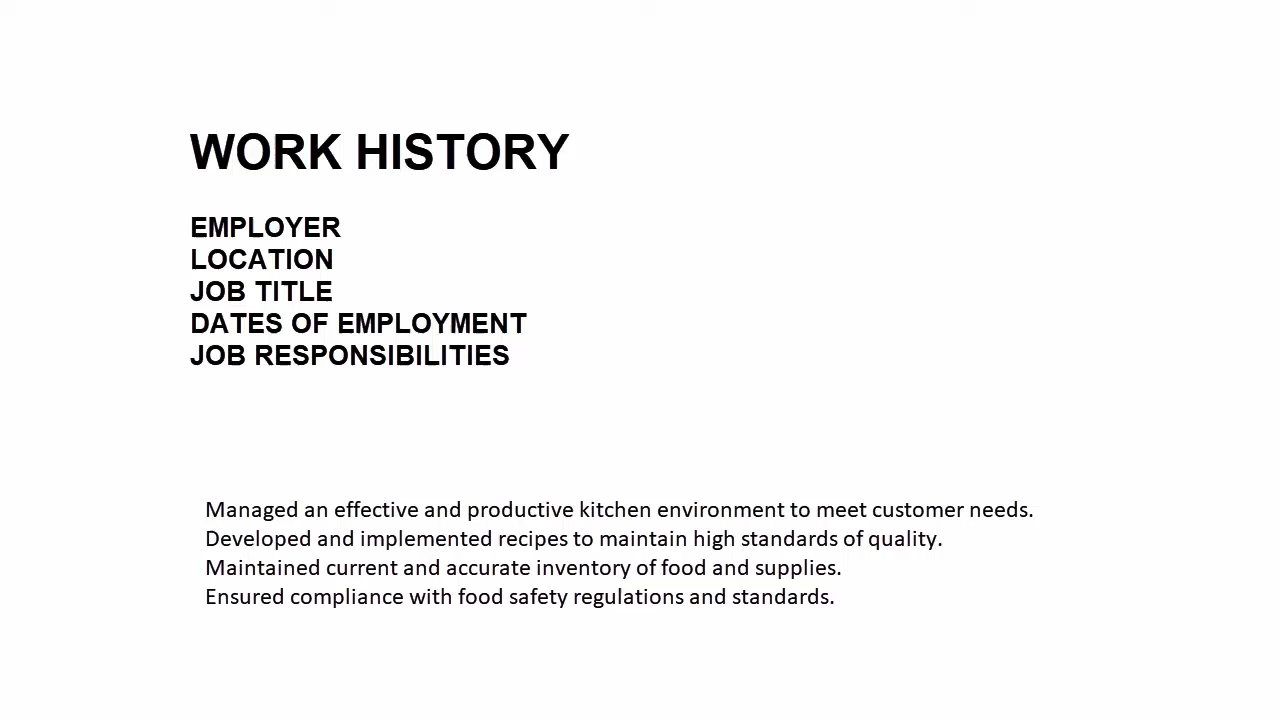 WORK HISTORY
EMPLOYER
LOCATION
JOB TITLE
DATES OF EMPLOYMENT
JOB RESPONSIBILITIES
Managed an effective and productive kitchen environment to meet customer needs.
Developed and implemented recipes to maintain high standards of quality.
Maintained current and accurate inventory of food and supplies.
Ensured compliance with food safety regulations and standards.